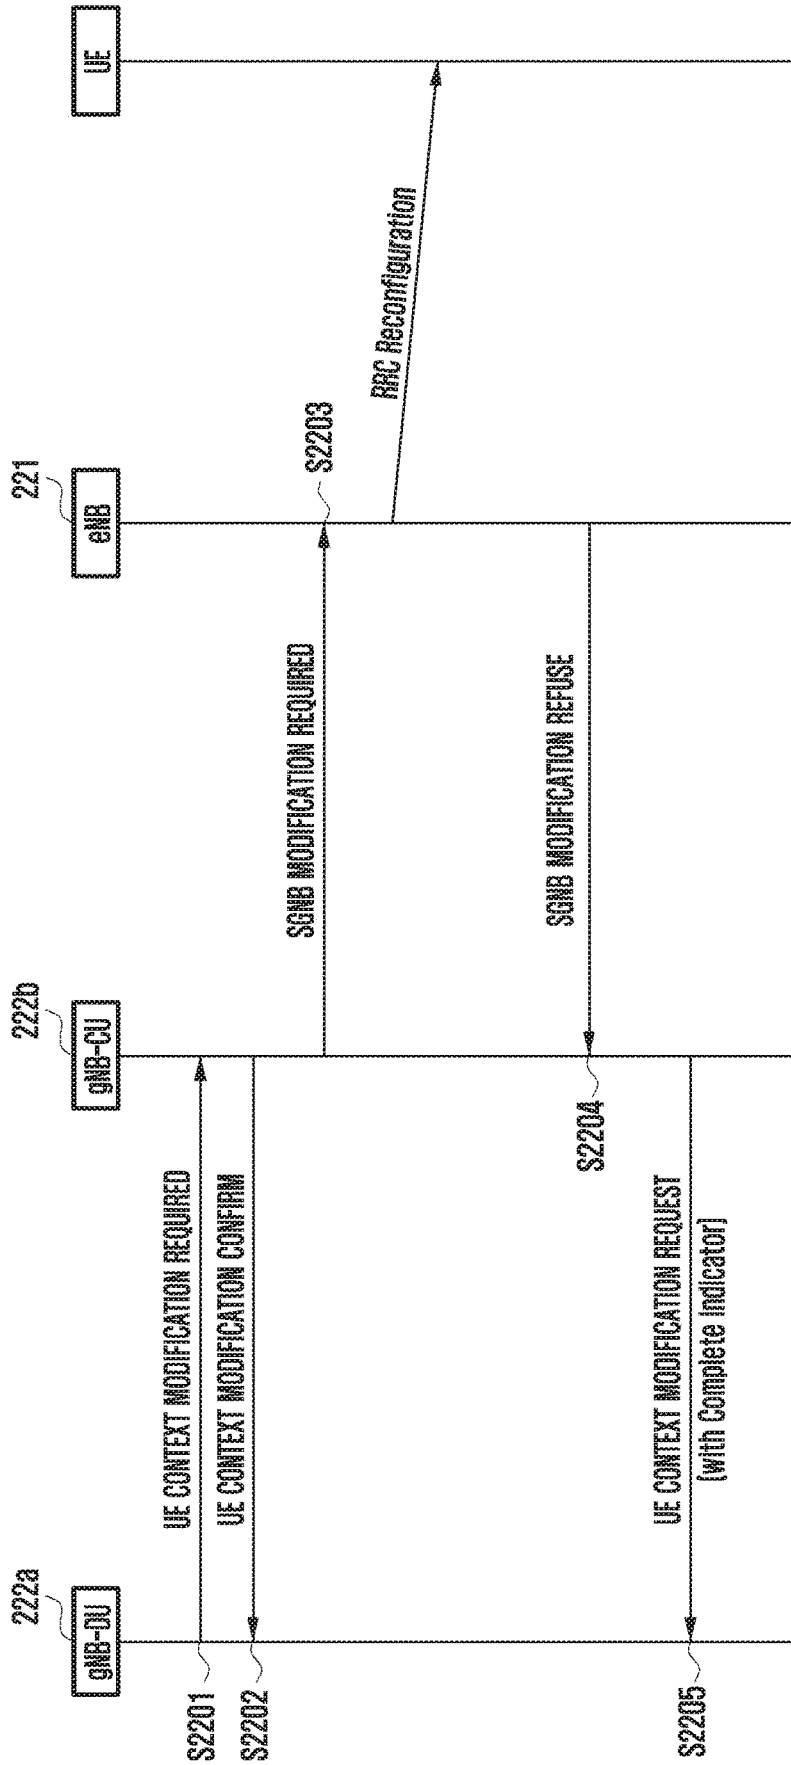 222a
gNB-DU
222b
gNB-CU
221
eNB
UE
S2201
UE CONTEXT MODIFICATION REQUIRED
S2202
UE CONTEXT MODIFICATION CONFIRM
SGNB MODIFICATION REQUIRED
S2203
RRC Reconfiguration
SGNB MODIFICATION REFUSE
S2204
S2205
UE CONTEXT MODIFICATION REQUEST
(with Complete Indicator)